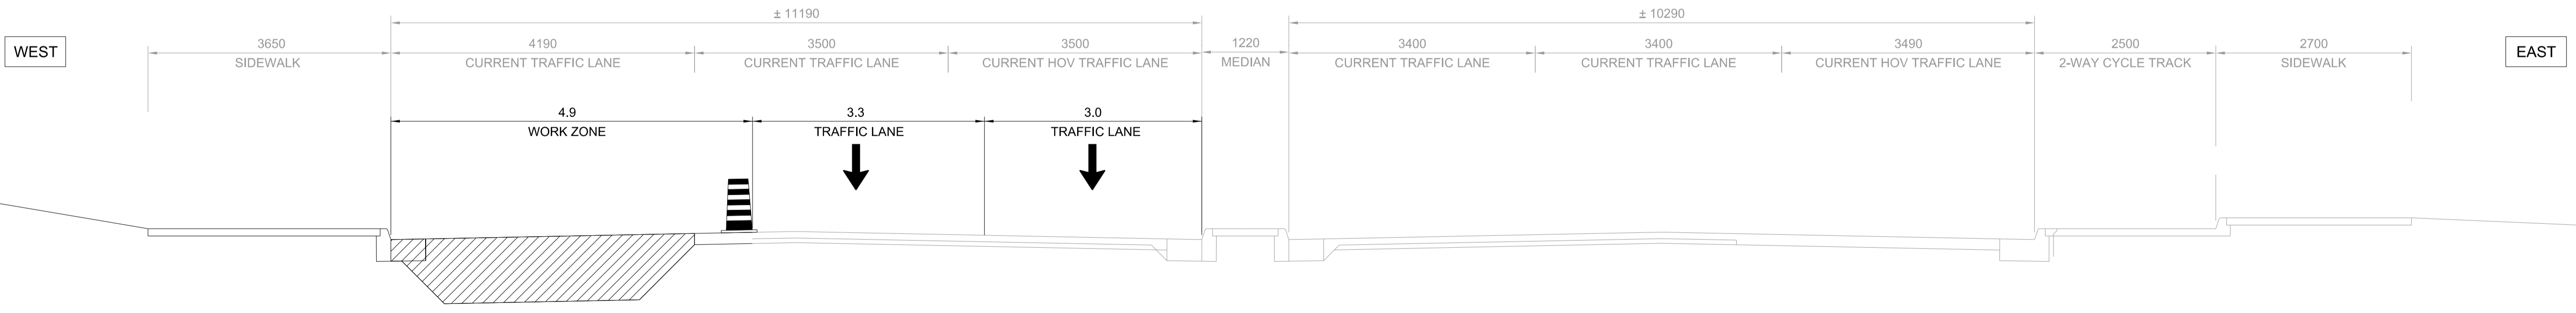 ± 11190
± 10290
WEST
3650
4190
3500
3500
1220
3400
3400
3490
2500
2700
EAST
SIDEWALK
CURRENT TRAFFIC LANE
CURRENT TRAFFIC LANE
CURRENT HOV TRAFFIC LANE
MEDIAN
CURRENT TRAFFIC LANE
CURRENT TRAFFIC LANE
CURRENT HOV TRAFFIC LANE
2-WAY CYCLE TRACK
SIDEWALK
4.9
3.3
3.0
WORK ZONE
TRAFFIC LANE
TRAFFIC LANE